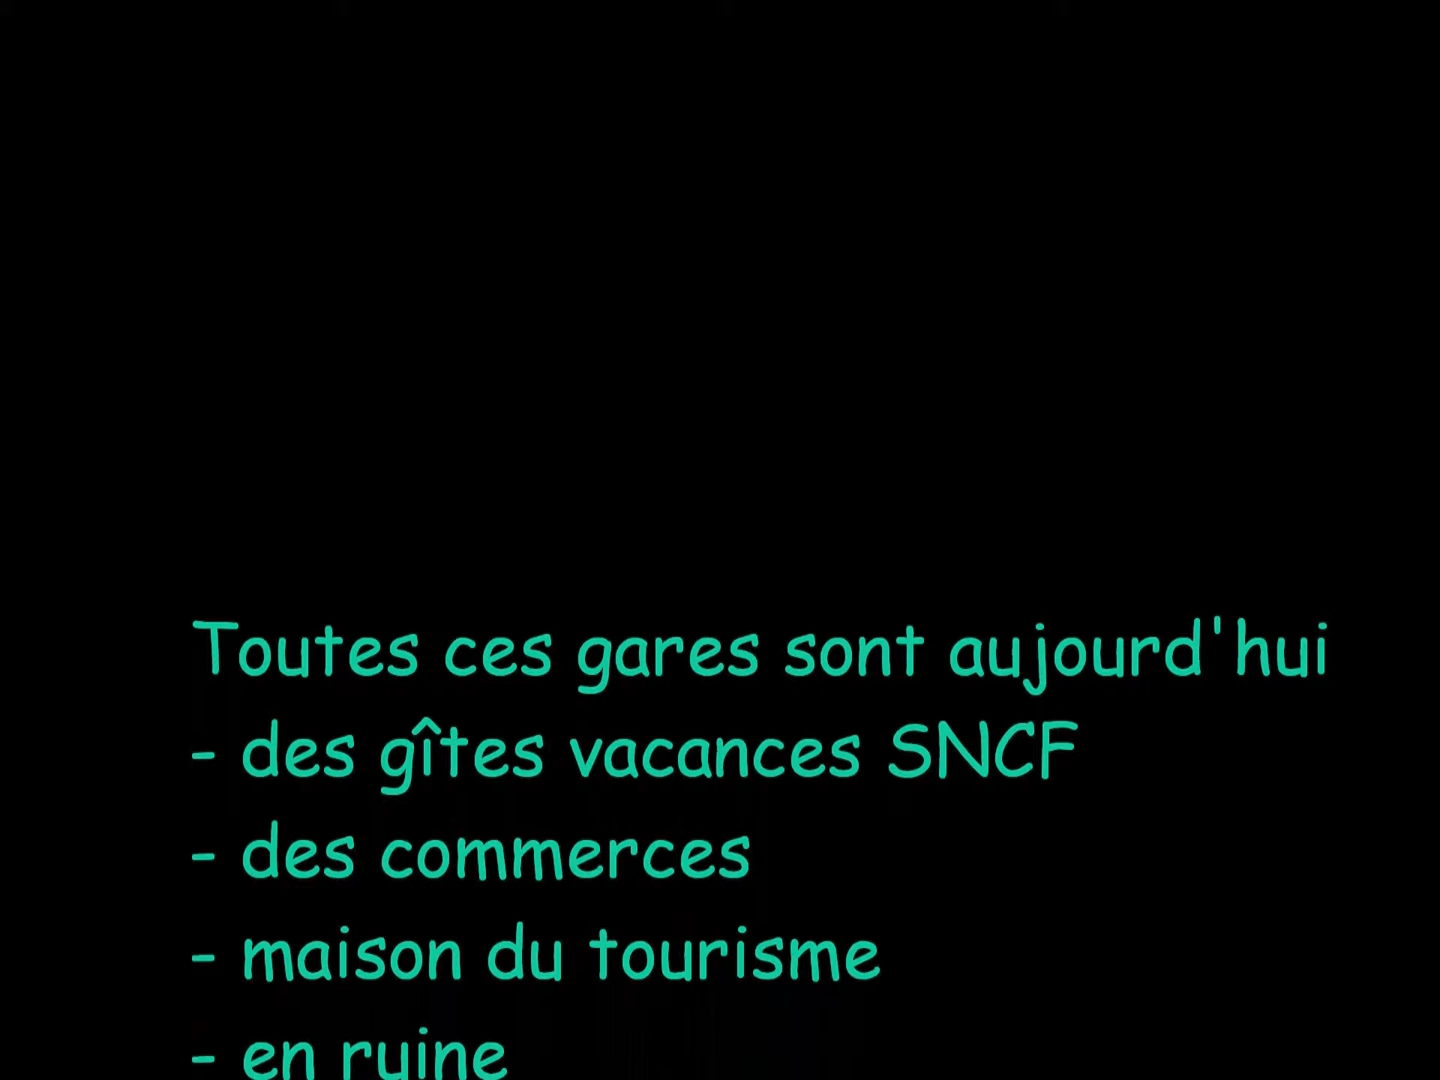 Toutes ces gares sont aujourd'hui
- des gîtes vacances SNCF
- des commerces
- maison du tourisme
- en ruine